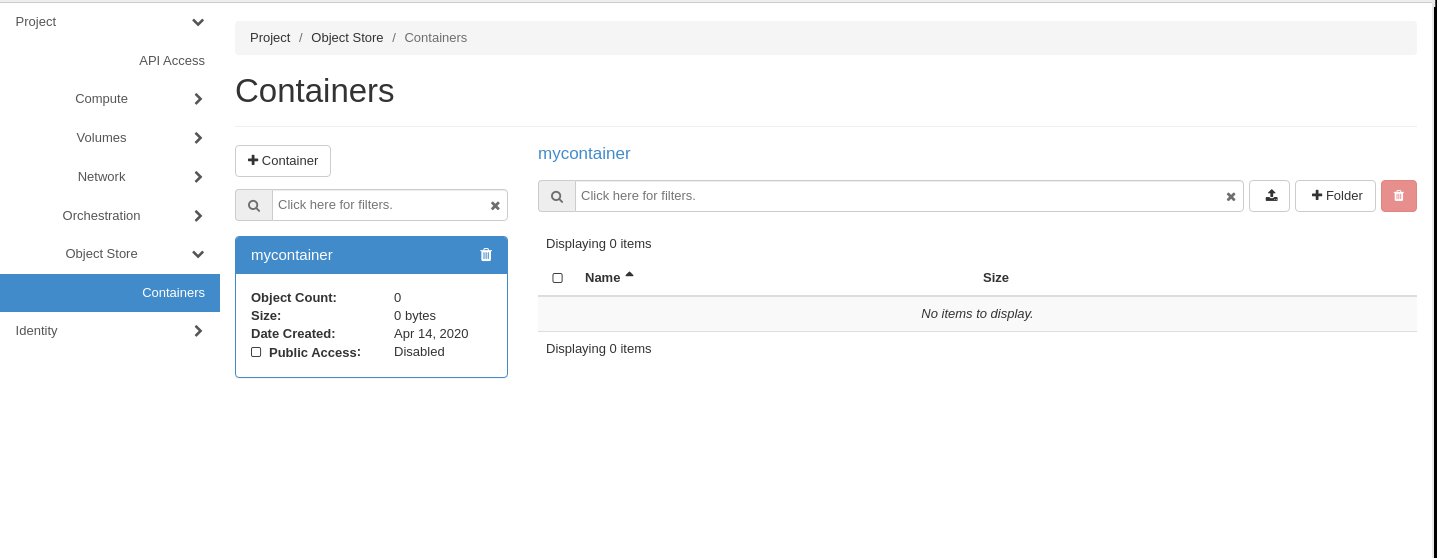 Project
API Access
Compute
Volumes
Network
Orchestration
Object Store
Containers
Identity
Project / Object Store / Containers
Containers
Container
Click here for filters.
mycontainer
Object Count: 0
Size: 0 bytes
Date Created: Apr 14, 2020
Public Access: Disabled
mycontainer
Click here for filters.
Folder
Displaying 0 items
Name Size
No items to display.
Displaying 0 items